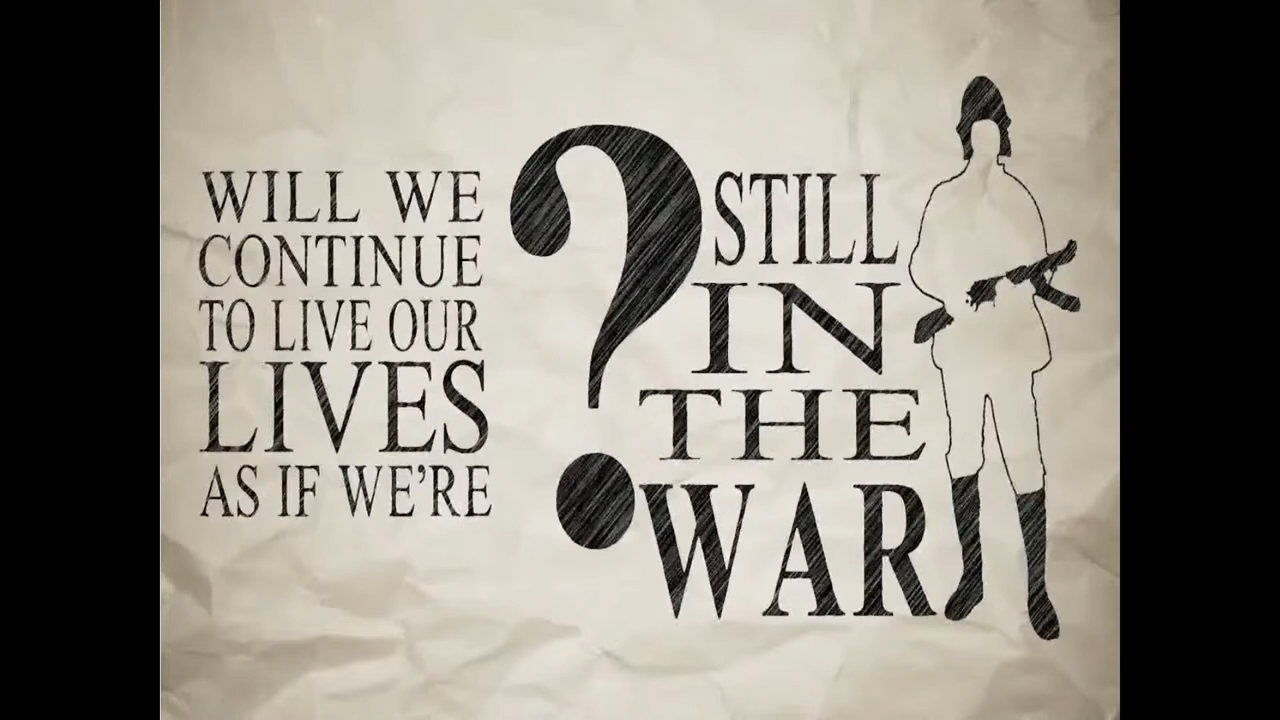 WILL WE
CONTINUE
TO LIVE OUR
LIVES
AS IF WE'RE
?
STILL
IN
THE
WAR